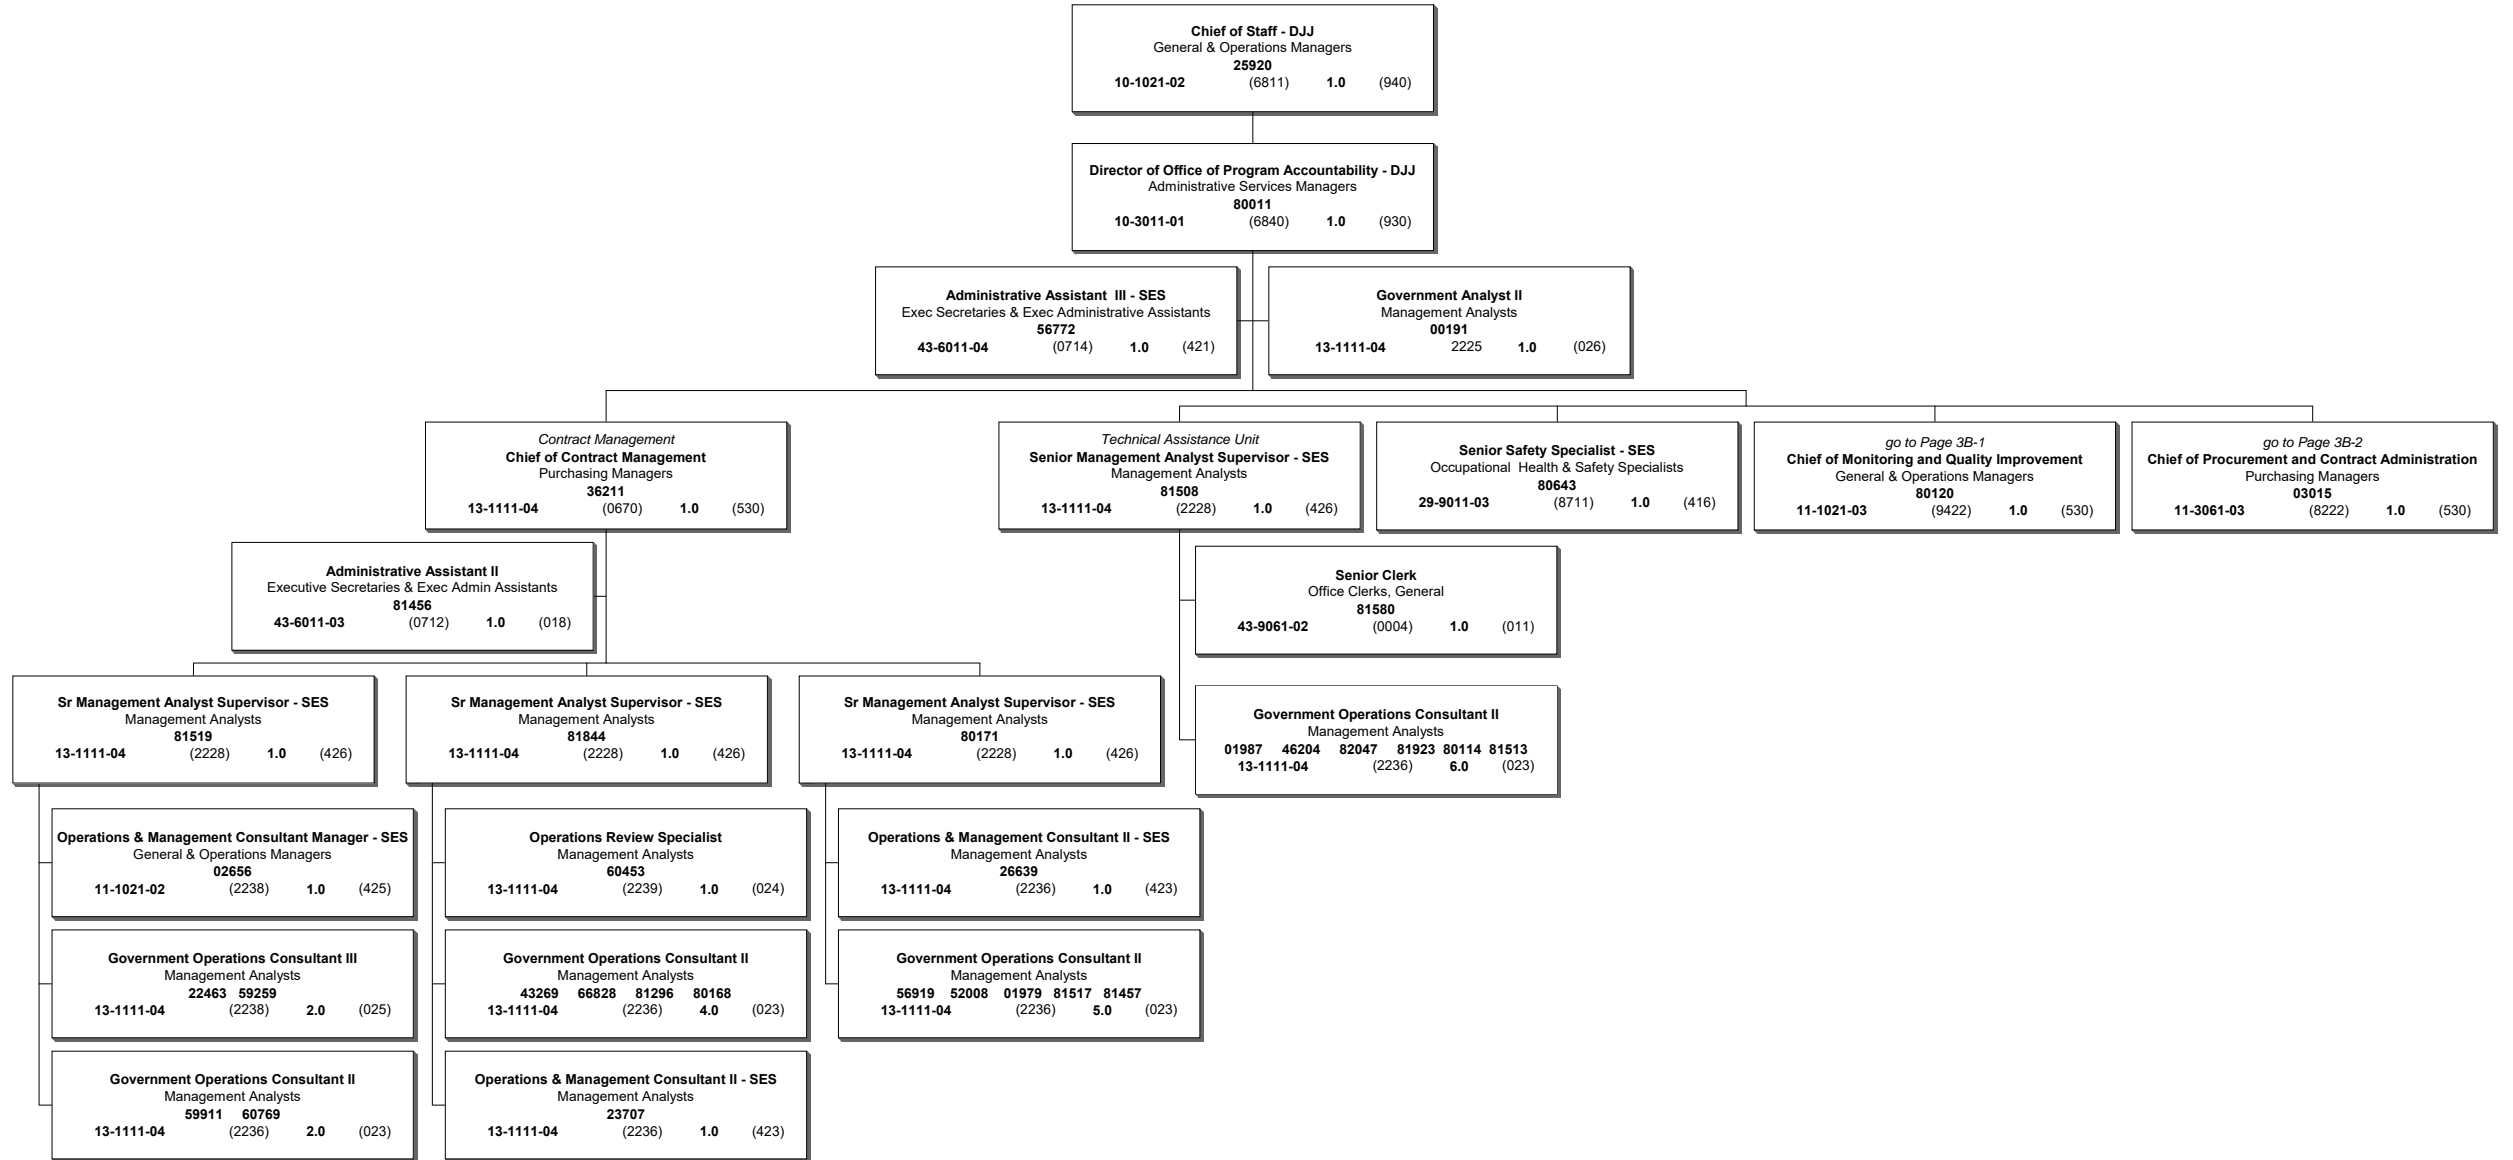 Chief of Staff - DJJ
General & Operations Managers
25920
10-1021-02 (6811) 1.0 (940)
Director of Office of Program Accountability - DJJ
Administrative Services Managers
80011
10-3011-01 (6840) 1.0 (930)
Administrative Assistant III - SES
Exec Secretaries & Exec Administrative Assistants
56772
43-6011-04 (0714) 1.0 (421)
Government Analyst II
Management Analysts
00191
13-1111-04 2225 1.0 (026)
Contract Management
Chief of Contract Management
Purchasing Managers
36211
13-1111-04 (0670) 1.0 (530)
Technical Assistance Unit
Senior Management Analyst Supervisor - SES
Management Analysts
81508
13-1111-04 (2228) 1.0 (426)
Senior Safety Specialist - SES
Occupational Health & Safety Specialists
80643
29-9011-03 (8711) 1.0 (416)
go to Page 3B-1
Chief of Monitoring and Quality Improvement
General & Operations Managers
80120
11-1021-03 (9422) 1.0 (530)
go to Page 3B-2
Chief of Procurement and Contract Administration
Purchasing Managers
03015
11-3061-03 (8222) 1.0 (530)
Administrative Assistant II
Executive Secretaries & Exec Admin Assistants
81456
43-6011-03 (0712) 1.0 (018)
Senior Clerk
Office Clerks, General
81580
43-9061-02 (0004) 1.0 (011)
Government Operations Consultant II
Management Analysts
01987 46204 82047 81923 80114 81513
13-1111-04 (2236) 6.0 (023)
Sr Management Analyst Supervisor - SES
Management Analysts
81519
13-1111-04 (2228) 1.0 (426)
Operations & Management Consultant Manager - SES
General & Operations Managers
02656
11-1021-02 (2238) 1.0 (425)
Government Operations Consultant III
Management Analysts
22463 59259
13-1111-04 (2238) 2.0 (025)
Government Operations Consultant II
Management Analysts
59911 60769
13-1111-04 (2236) 2.0 (023)
Sr Management Analyst Supervisor - SES
Management Analysts
81844
13-1111-04 (2228) 1.0 (426)
Operations Review Specialist
Management Analysts
60453
13-1111-04 (2239) 1.0 (024)
Government Operations Consultant II
Management Analysts
43269 66828 81296 80168
13-1111-04 (2236) 4.0 (023)
Operations & Management Consultant II - SES
Management Analysts
23707
13-1111-04 (2236) 1.0 (423)
Sr Management Analyst Supervisor - SES
Management Analysts
80171
13-1111-04 (2228) 1.0 (426)
Operations & Management Consultant II - SES
Management Analysts
26639
13-1111-04 (2236) 1.0 (423)
Government Operations Consultant II
Management Analysts
56919 52008 01979 81517 81457
13-1111-04 (2236) 5.0 (023)